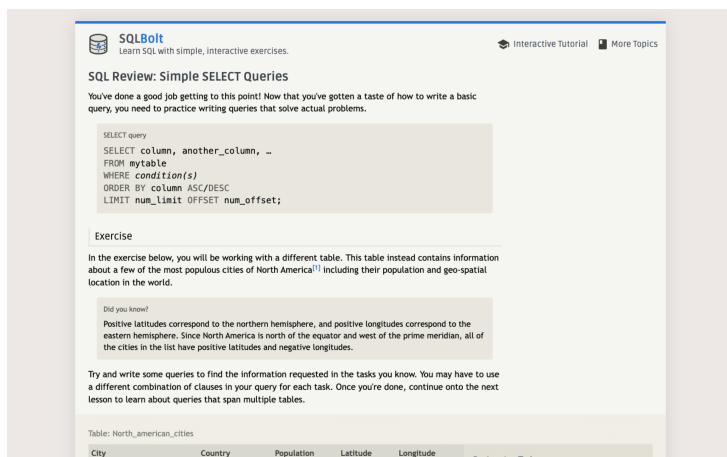 SQLBolt
Learn SQL with simple, interactive exercises.
Interactive Tutorial
More Topics
SQL Review: Simple SELECT Queries
You've done a good job getting to this point! Now that you've gotten a taste of how to write a basic
query, you need to practice writing queries that solve actual problems.
SELECT query
SELECT column, another_column, …
FROM mytable
WHERE condition(s)
ORDER BY column ASC/DESC
LIMIT num_limit OFFSET num_offset;
Exercise
In the exercise below, you will be working with a different table. This table instead contains information
about a few of the most populous cities of North America[1] including their population and geo-spatial
location in the world.
Did you know?
Positive latitudes correspond to the northern hemisphere, and positive longitudes correspond to the
eastern hemisphere. Since North America is north of the equator and west of the prime meridian, all of
the cities in the list have positive latitudes and negative longitudes.
Try and write some queries to find the information requested in the tasks you know. You may have to use
a different combination of clauses in your query for each task. Once you're done, continue onto the next
lesson to learn about queries that span multiple tables.
Table: North_american_cities
City Country Population Latitude Longitude